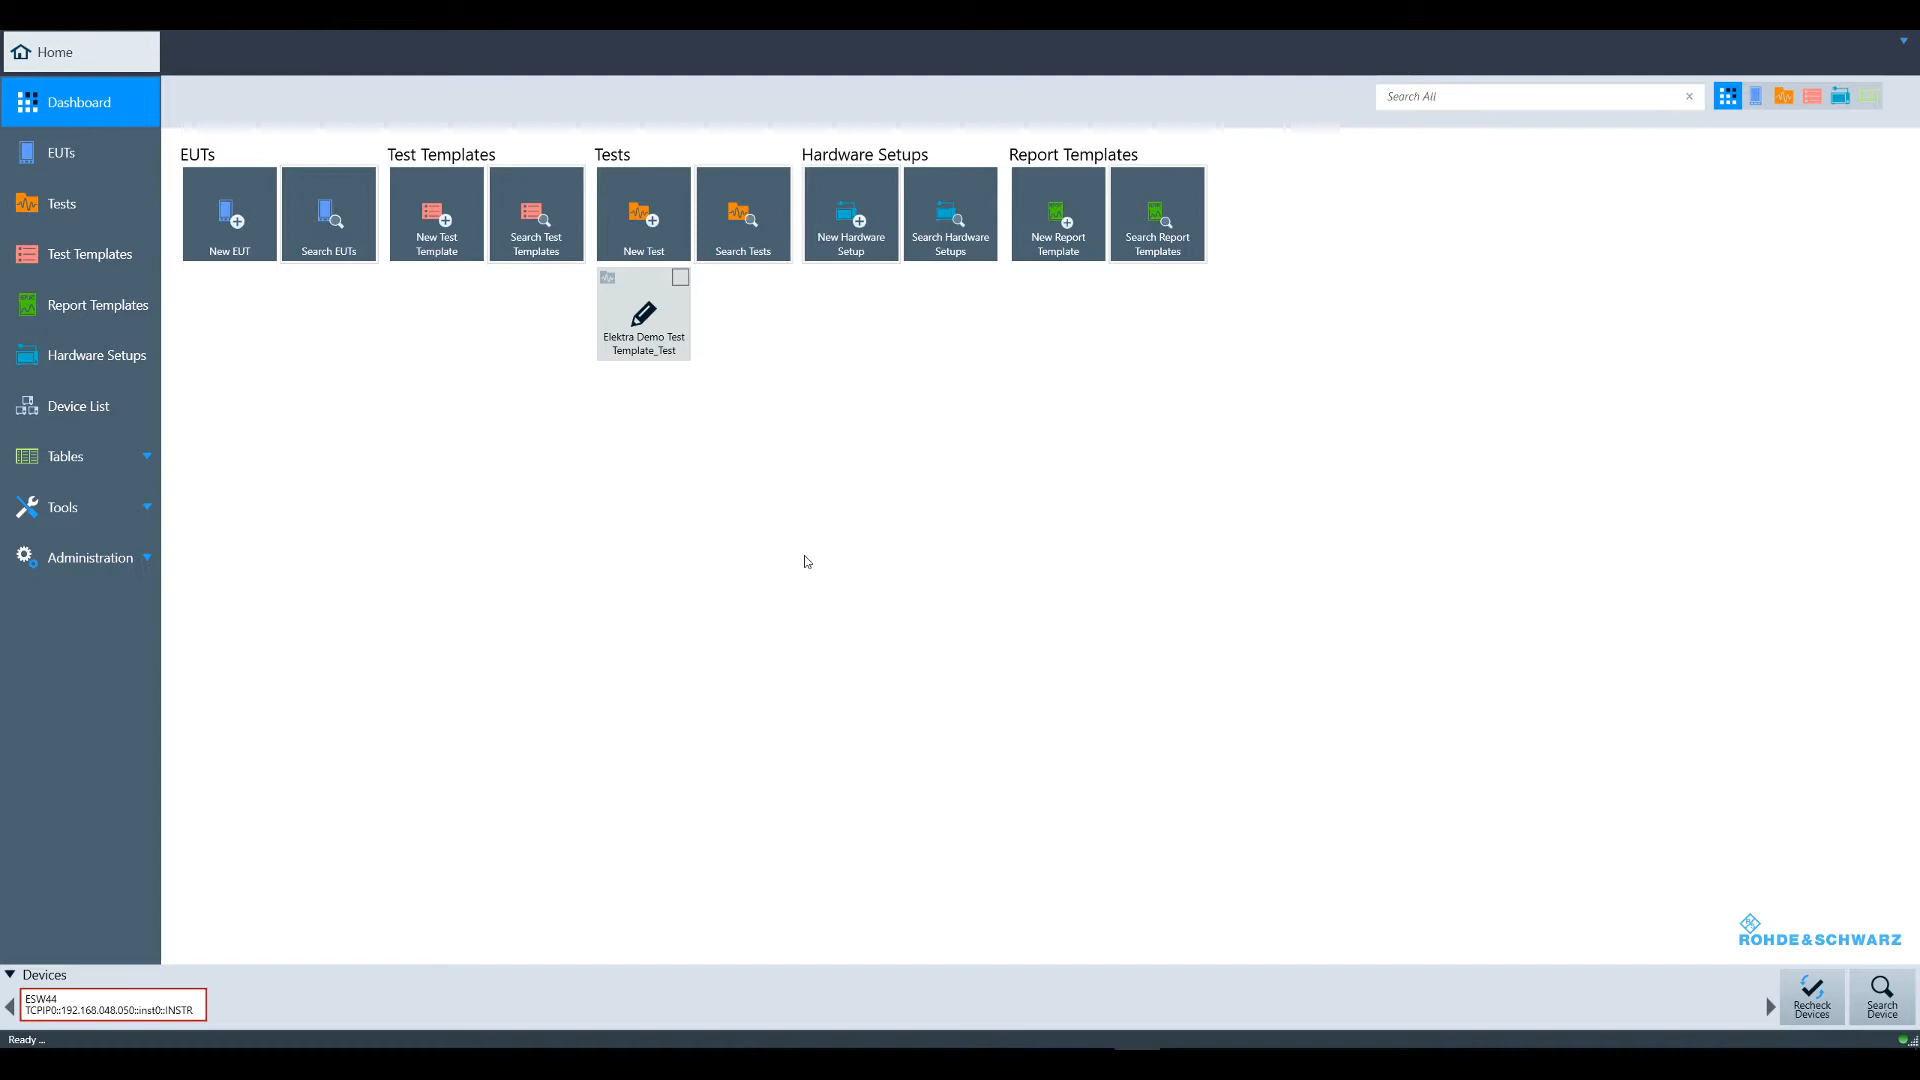 Home
Dashboard
EUTs
Tests
Test Templates
Report Templates
Hardware Setups
Device List
Tables
Tools
Administration
Search All
EUTs
Test Templates
Tests
Hardware Setups
Report Templates
New EUT
Search EUTs
New Test
Template
Search Test
Templates
New Test
Search Tests
New Hardware
Setup
Search Hardware
Setups
New Report
Template
Search Report
Templates
Elektra Demo Test
Template_Test
ROHDE&SCHWARZ
Devices
ESW44
TCPIP0::192.168.048.050::inst0::INSTR
Recheck
Devices
Search
Device
Ready ...